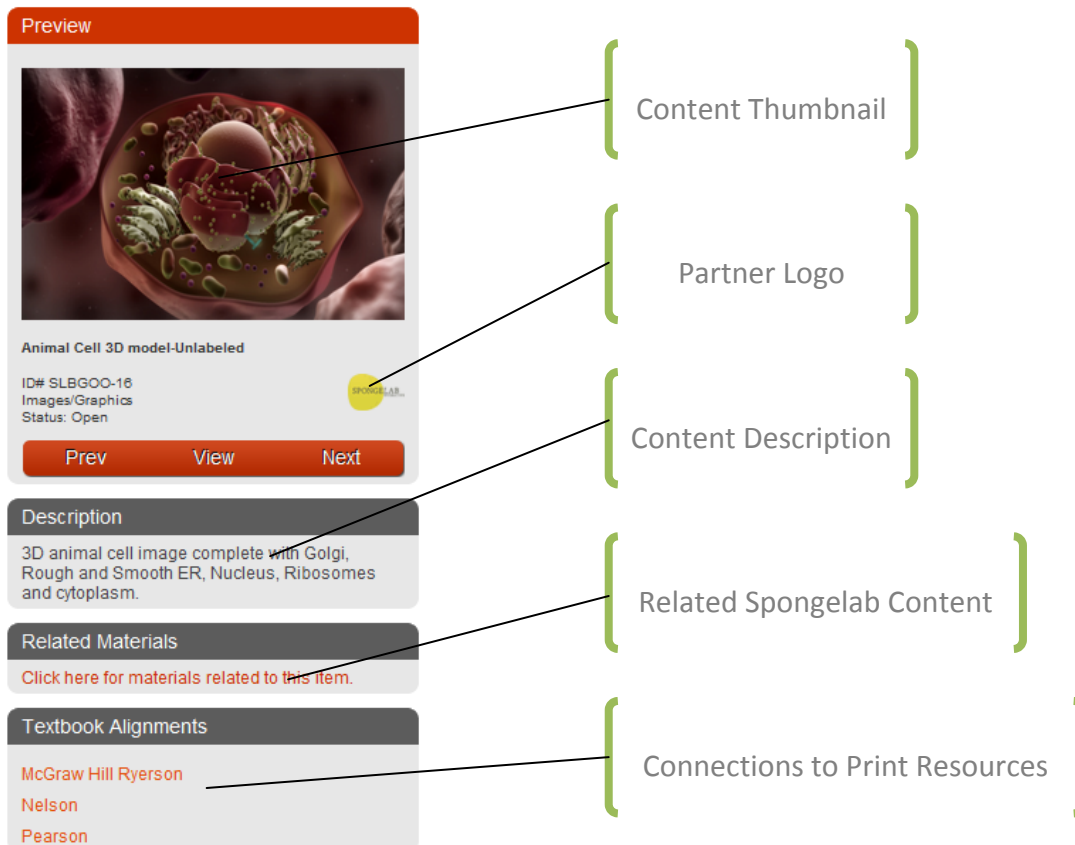 Preview
Content Thumbnail
Partner Logo
Animal Cell 3D model-Unlabeled
ID# SLBGOO-16
Images/Graphics
Status: Open
SPONGELAB
Prev View Next
Content Description
Description
3D animal cell image complete with Golgi,
Rough and Smooth ER, Nucleus, Ribosomes
and cytoplasm.
Related Spongelab Content
Related Materials
Click here for materials related to this item.
Textbook Alignments
Connections to Print Resources
McGraw Hill Ryerson
Nelson
Pearson